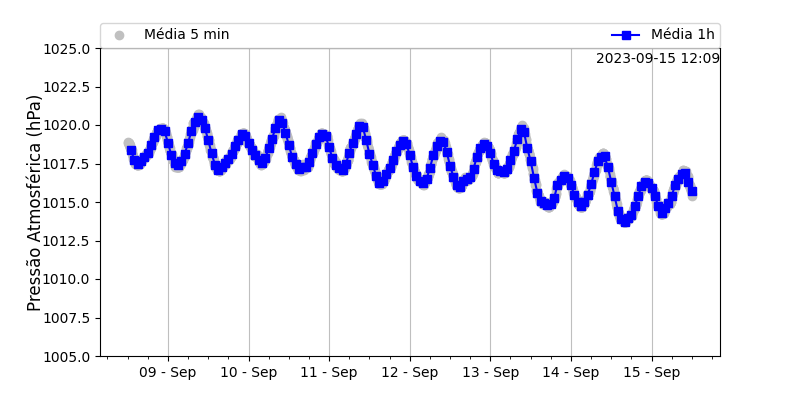 Média 5 min
Média 1h
2023-09-15 12:09
Pressão Atmosférica (hPa)
1025.0
1022.5
1020.0
1017.5
1015.0
1012.5
1010.0
1007.5
1005.0
09 - Sep
10 - Sep
11 - Sep
12 - Sep
13 - Sep
14 - Sep
15 - Sep